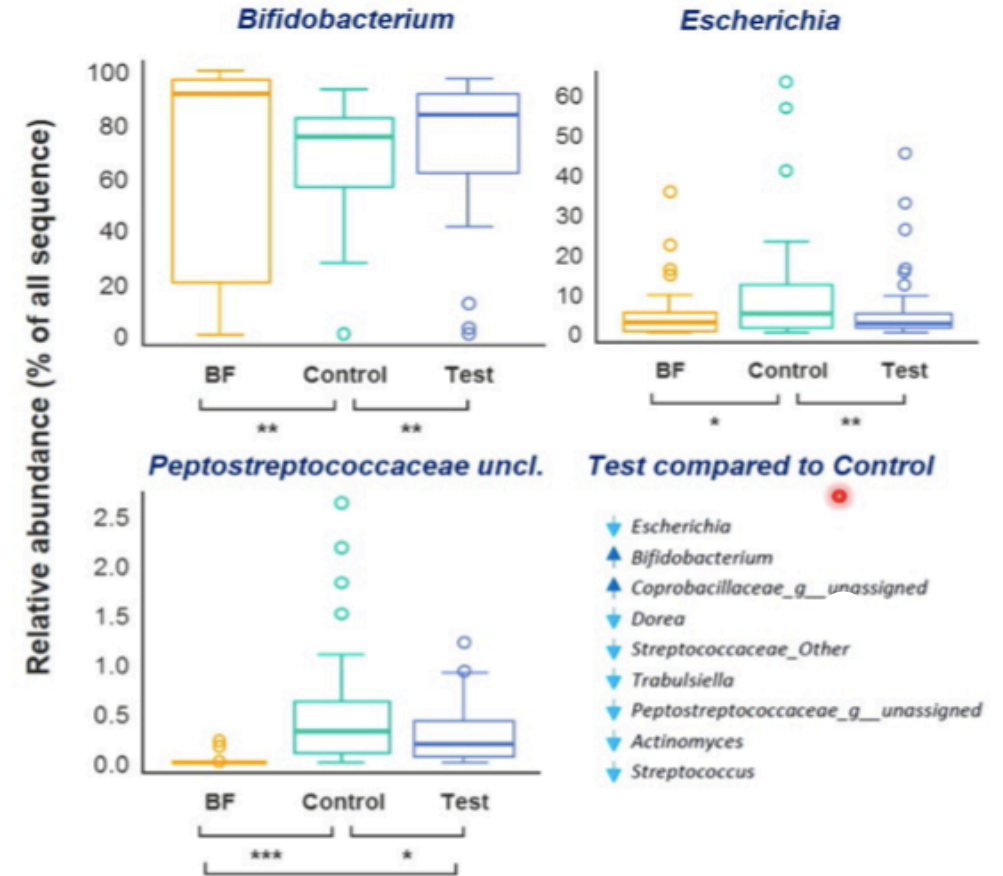 Bifidobacterium
Escherichia
Relative abundance (% of all sequence)
100
80
60
40
20
0
BF Control Test
** **
60
50
40
30
20
10
0
BF Control Test
* **
Peptostreptococcaceae uncl.
2.5
2.0
1.5
1.0
0.5
0.0
BF Control Test
*** *
Test compared to Control
Escherichia
Bifidobacterium
Coprobacillaceae_g__unassigned
Dorea
Streptococcaceae_Other
Trabulsiella
Peptostreptococcaceae_g__unassigned
Actinomyces
Streptococcus